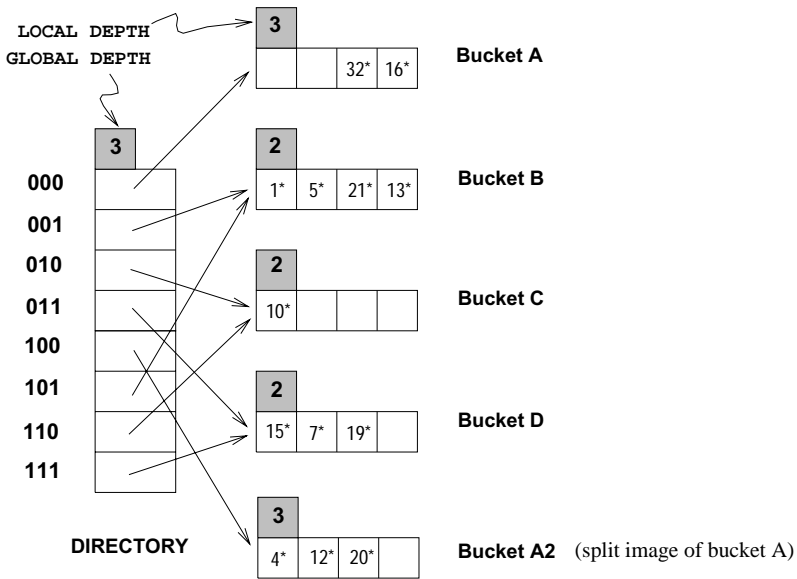 LOCAL DEPTH
GLOBAL DEPTH
3
32* 16*
Bucket A
3
000
001
010
011
100
101
110
111
DIRECTORY
2
1* 5* 21* 13*
Bucket B
2
10*
Bucket C
2
15* 7* 19*
Bucket D
3
4* 12* 20*
Bucket A2 (split image of bucket A)